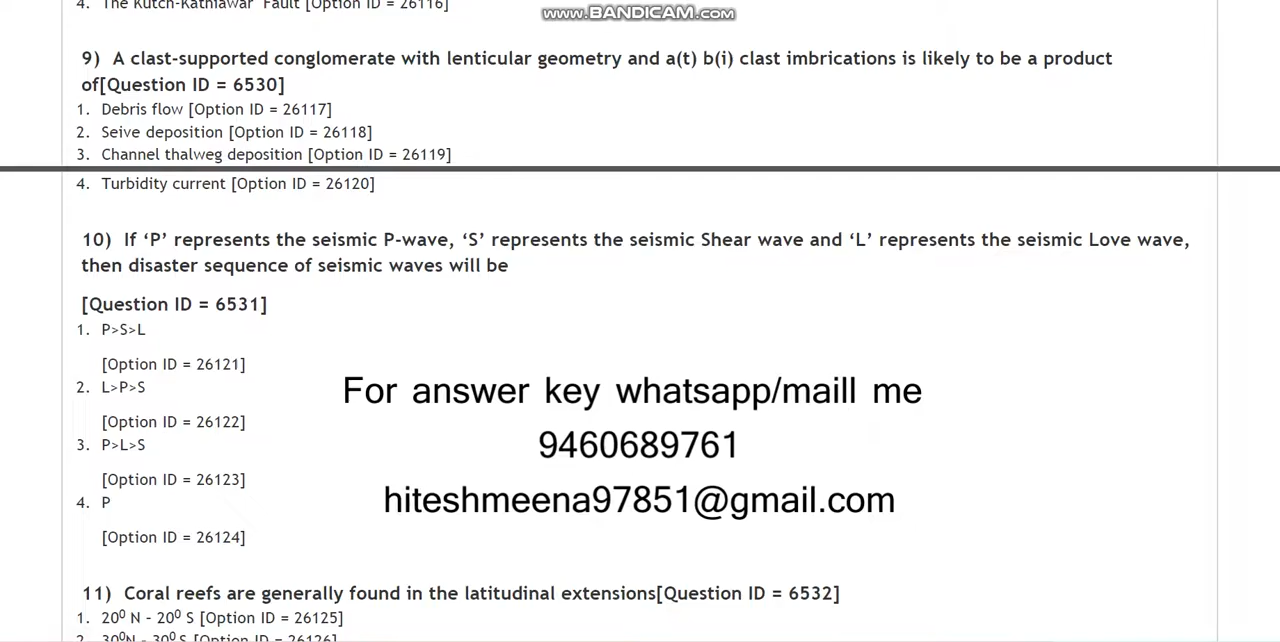 4. The Kutch-Kathiawar Fault [Option ID = 26116]
www.BANDICAM.com
9) A clast-supported conglomerate with lenticular geometry and a(t) b(i) clast imbrications is likely to be a product
of[Question ID = 6530]
1. Debris flow [Option ID = 26117]
2. Seive deposition [Option ID = 26118]
3. Channel thalweg deposition [Option ID = 26119]
4. Turbidity current [Option ID = 26120]
10) If ‘P’ represents the seismic P-wave, ‘S’ represents the seismic Shear wave and ‘L’ represents the seismic Love wave,
then disaster sequence of seismic waves will be
[Question ID = 6531]
1. P>S>L
[Option ID = 26121]
2. L>P>S
[Option ID = 26122]
3. P>L>S
[Option ID = 26123]
4. P
[Option ID = 26124]
For answer key whatsapp/maill me
9460689761
hiteshmeena97851@gmail.com
11) Coral reefs are generally found in the latitudinal extensions[Question ID = 6532]
1. 20⁰ N - 20⁰ S [Option ID = 26125]
2. 30⁰N - 30⁰ S [Option ID = 26126]